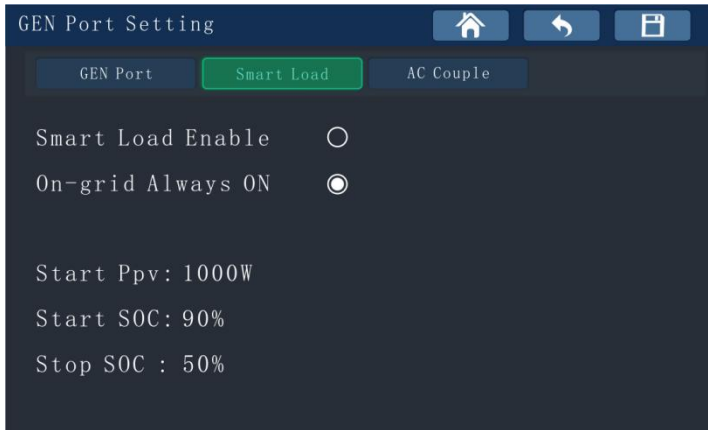 GEN Port Setting
GEN Port
Smart Load
AC Couple
Smart Load Enable
On-grid Always ON
Start Ppv: 1000W
Start SOC: 90%
Stop SOC : 50%